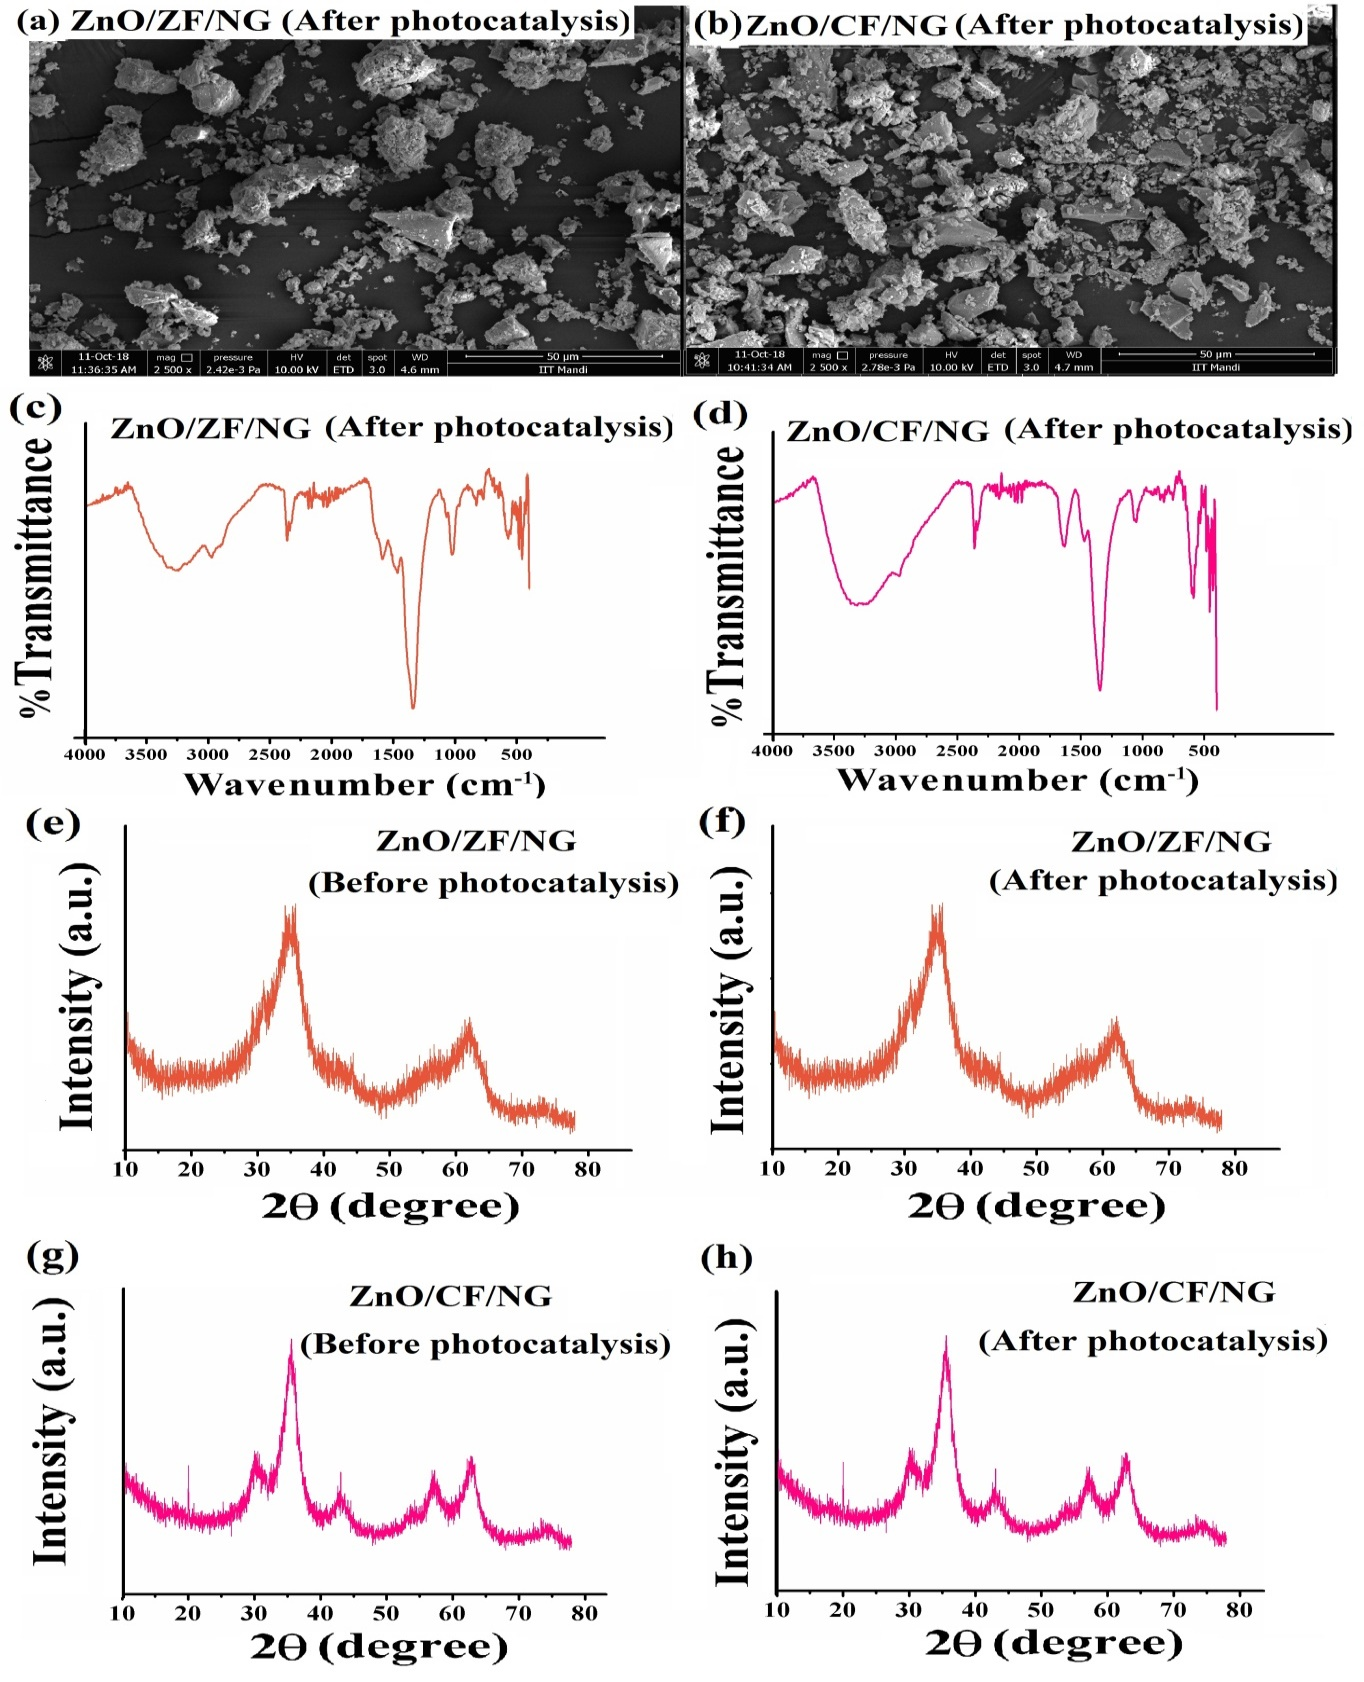 (a) ZnO/ZF/NG (After photocatalysis)
(b) ZnO/CF/NG (After photocatalysis)
11-Oct-18 mag pressure HV det spot WD 50 µm
11:36:35 AM 2 500 x 2.42e-3 Pa 10.00 kV ETD 3.0 4.6 mm IIT Mandi
11-Oct-18 mag pressure HV det spot WD 50 µm
10:41:34 AM 2 500 x 2.78e-3 Pa 10.00 kV ETD 3.0 4.7 mm IIT Mandi
(c)
ZnO/ZF/NG (After photocatalysis)
%Transmittance
4000 3500 3000 2500 2000 1500 1000 500
Wavenumber (cm-1)
(d)
ZnO/CF/NG (After photocatalysis)
%Transmittance
4000 3500 3000 2500 2000 1500 1000 500
Wavenumber (cm-1)
(e)
ZnO/ZF/NG
(Before photocatalysis)
Intensity (a.u.)
10 20 30 40 50 60 70 80
2Θ (degree)
(f)
ZnO/ZF/NG
(After photocatalysis)
Intensity (a.u.)
10 20 30 40 50 60 70 80
2Θ (degree)
(g)
ZnO/CF/NG
(Before photocatalysis)
Intensity (a.u.)
10 20 30 40 50 60 70 80
2Θ (degree)
(h)
ZnO/CF/NG
(After photocatalysis)
Intensity (a.u.)
10 20 30 40 50 60 70 80
2Θ (degree)